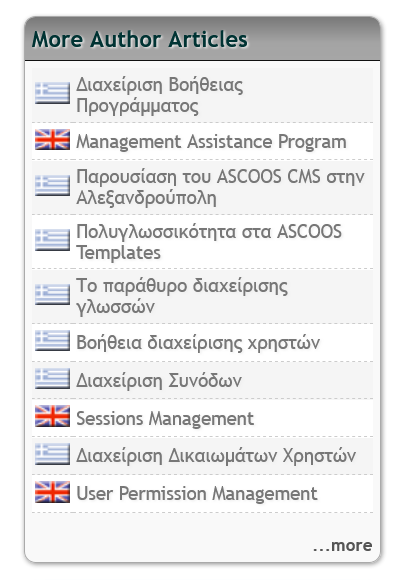 More Author Articles
Διαχείριση Βοήθειας
Προγράμματος
Management Assistance Program
Παρουσίαση του ASCOOS CMS στην
Αλεξανδρούπολη
Πολυγλωσσικότητα στα ASCOOS
Templates
Το παράθυρο διαχείρισης
γλωσσών
Βοήθεια διαχείρισης χρηστών
Διαχείριση Συνόδων
Sessions Management
Διαχείριση Δικαιωμάτων Χρηστών
User Permission Management
...more